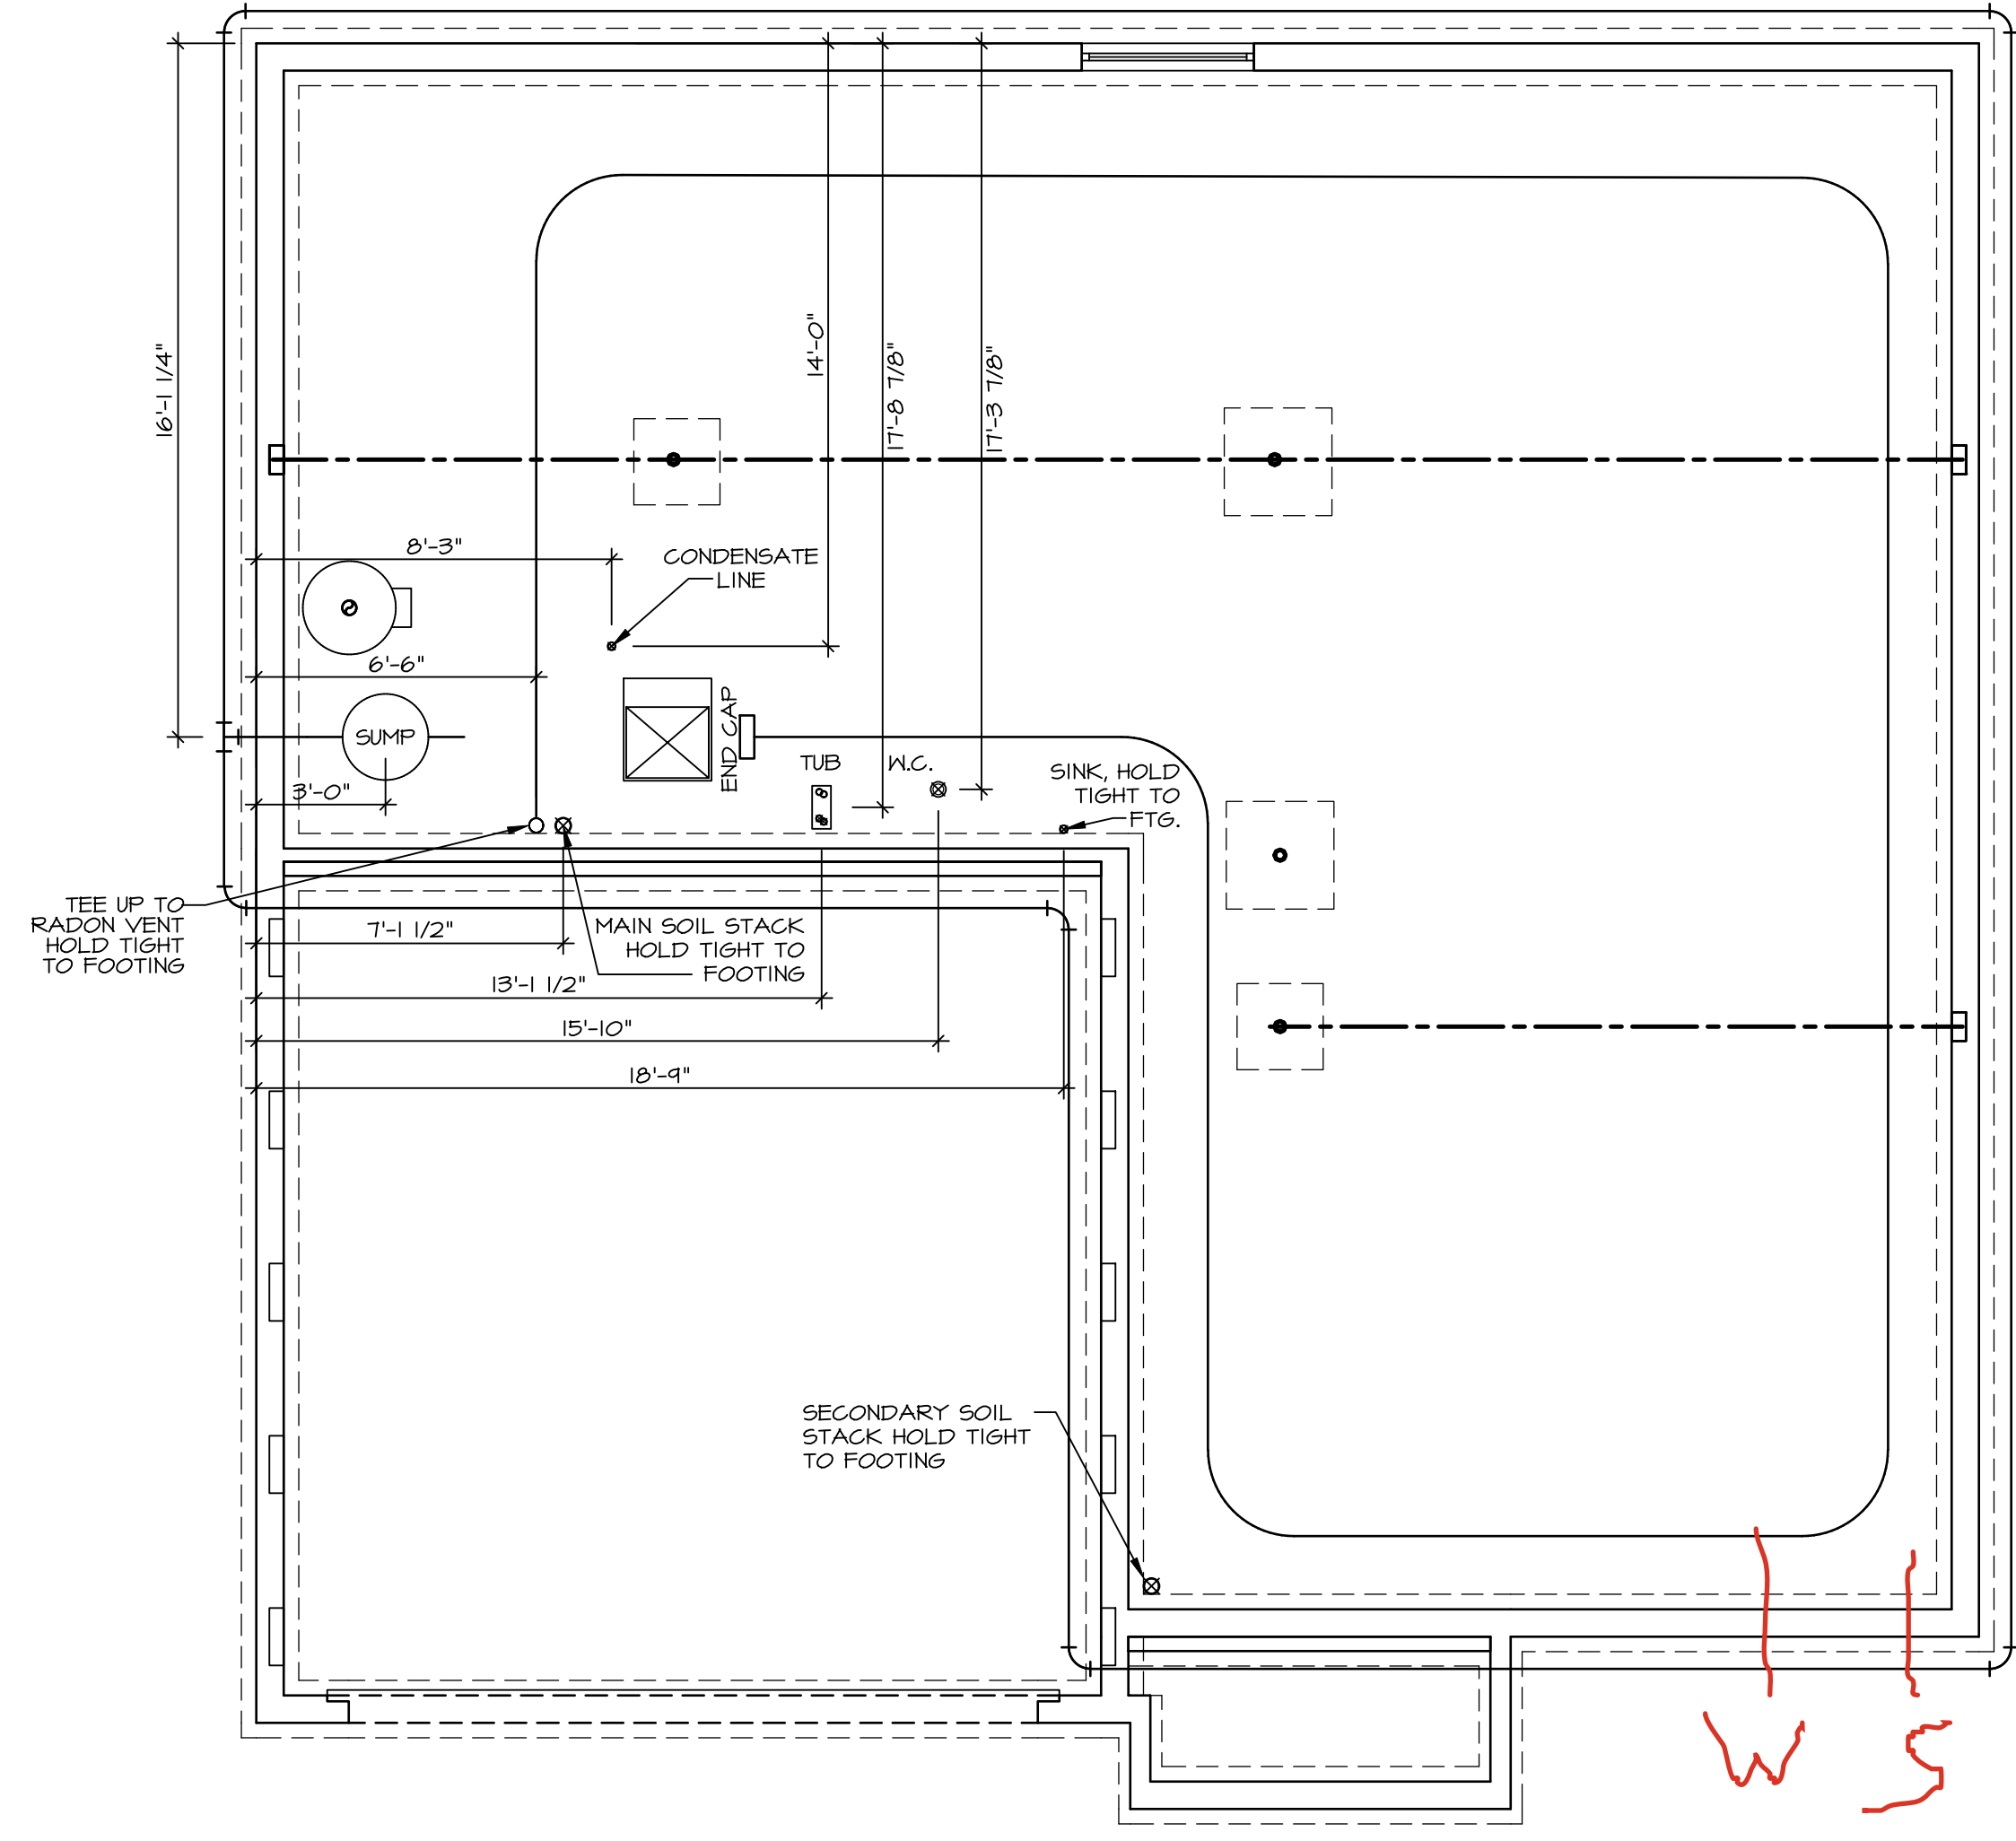 16'-1 1/4"
14'-0"
17'-8 7/8"
17'-3 7/8"
8'-3"
CONDENSATE
LINE
6'-6"
SUMP
3'-0"
END CAP
TUB
W.C.
SINK, HOLD
TIGHT TO
FTG.
TEE UP TO
RADON VENT
HOLD TIGHT
TO FOOTING
7'-1 1/2"
MAIN SOIL STACK
HOLD TIGHT TO
FOOTING
13'-1 1/2"
15'-10"
18'-9"
SECONDARY SOIL
STACK HOLD TIGHT
TO FOOTING
W S